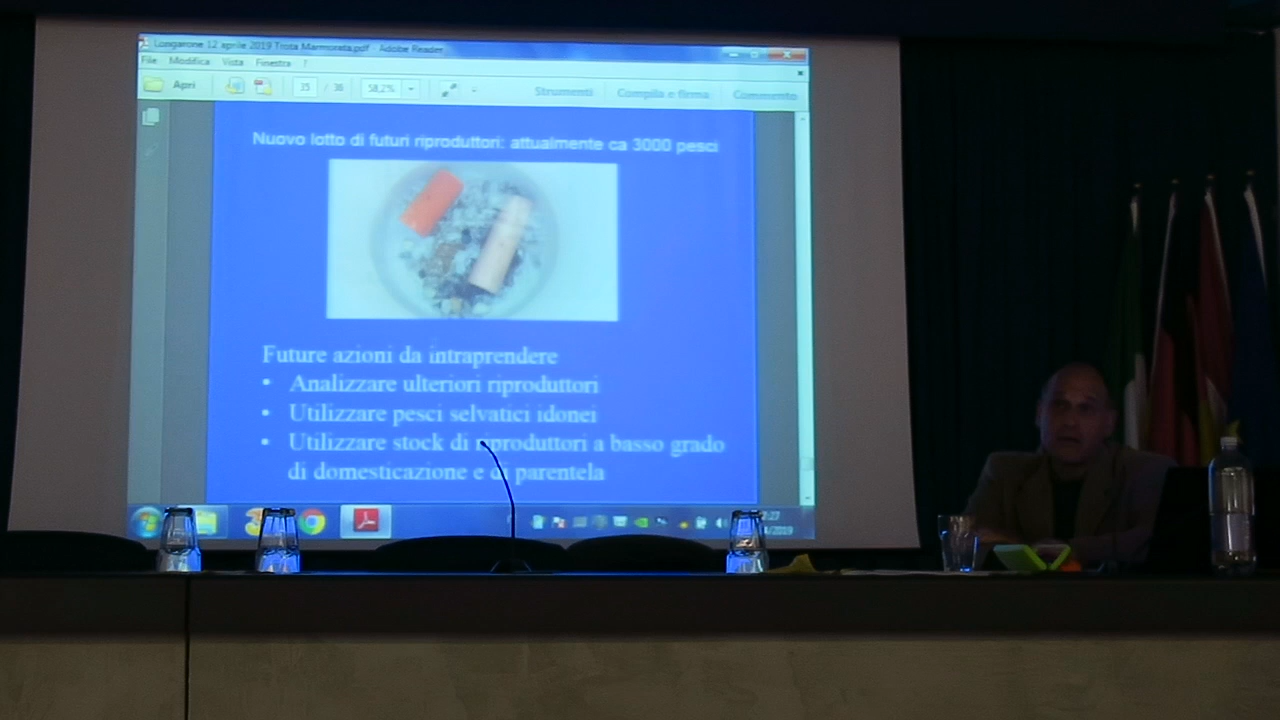 Longarone 12 aprile 2019 Trota Marmorata.pdf - Adobe Reader
File Modifica Vista Finestra ?
Apri 35 / 36 58,2% Strumenti Compila e firma Commento
Nuovo lotto di futuri riproduttori: attualmente ca 3000 pesci
Future azioni da intraprendere
• Analizzare ulteriori riproduttori
• Utilizzare pesci selvatici idonei
• Utilizzare stock di riproduttori a basso grado
di domesticazione e di parentela